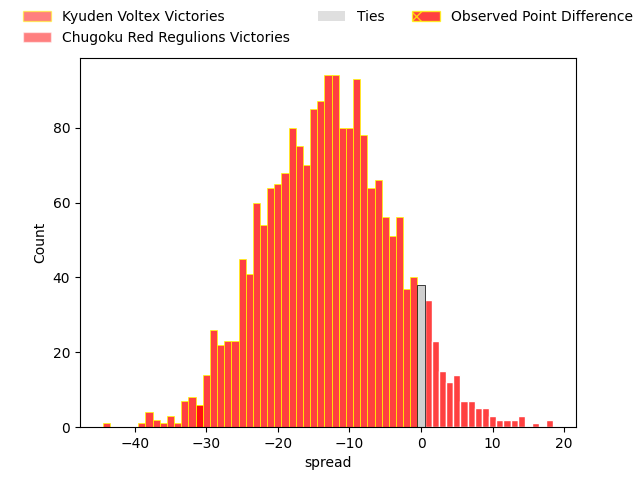 Kyuden Voltex Victories
Chugoku Red Regulions Victories
Ties
Observed Point Difference
Count
80
60
40
20
0
−40
−30
−20
−10
0
10
20
spread